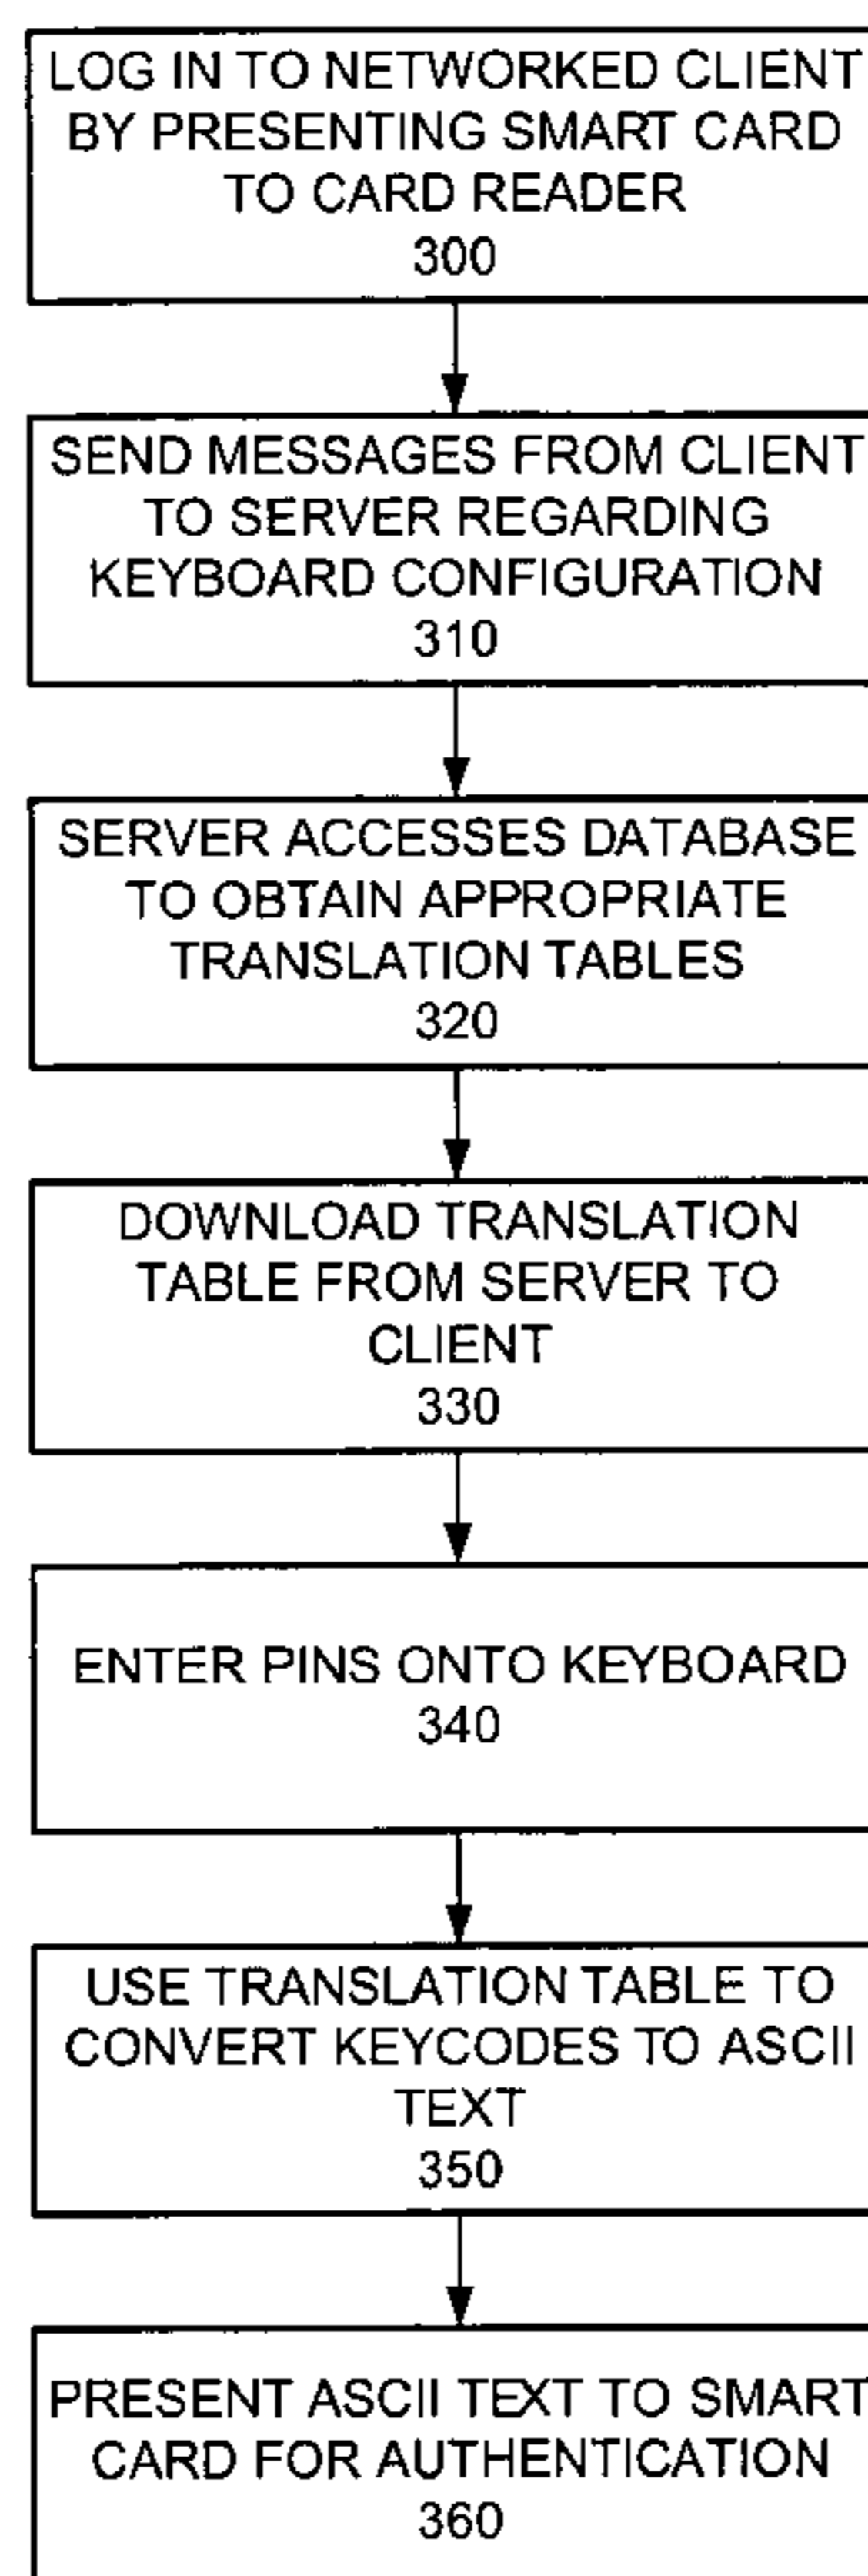 LOG IN TO NETWORKED CLIENT
BY PRESENTING SMART CARD
TO CARD READER
300
SEND MESSAGES FROM CLIENT
TO SERVER REGARDING
KEYBOARD CONFIGURATION
310
SERVER ACCESSES DATABASE
TO OBTAIN APPROPRIATE
TRANSLATION TABLES
320
DOWNLOAD TRANSLATION
TABLE FROM SERVER TO
CLIENT
330
ENTER PINS ONTO KEYBOARD
340
USE TRANSLATION TABLE TO
CONVERT KEYCODES TO ASCII
TEXT
350
PRESENT ASCII TEXT TO SMART
CARD FOR AUTHENTICATION
360